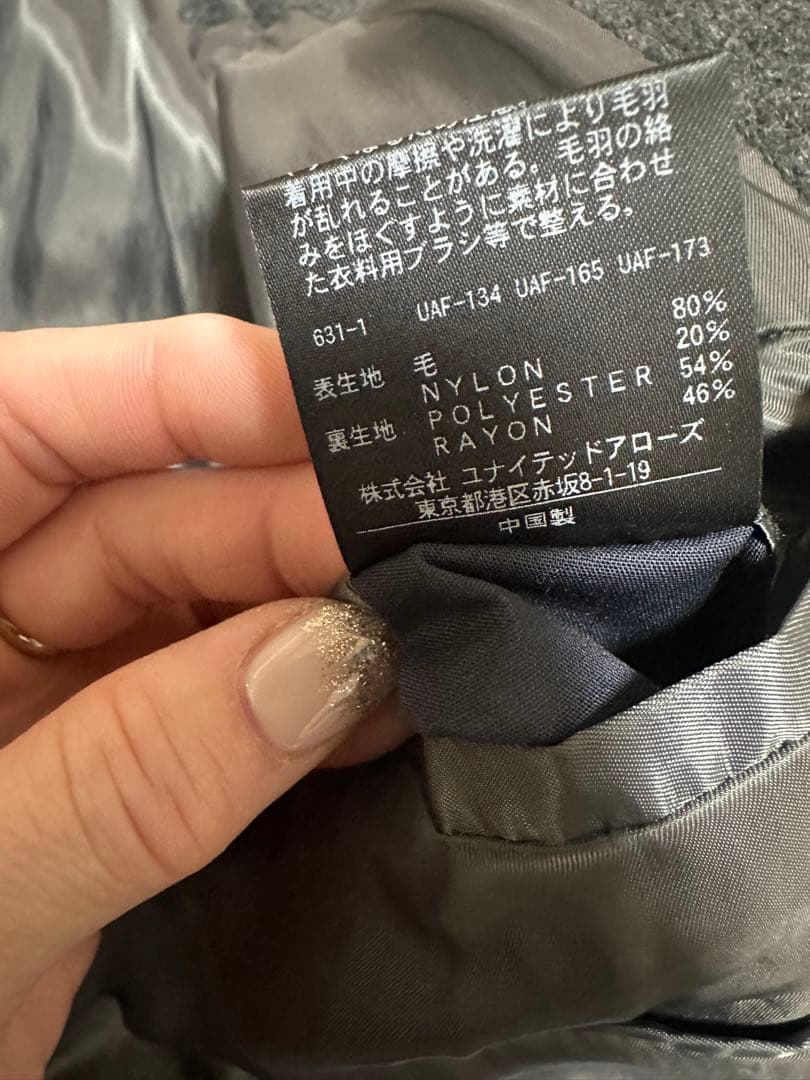 着用中の摩擦や洗濯により毛羽
が乱れることがある。毛羽の絡
みをほぐすように素材に合わせ
た衣料用ブラシ等で整える。
631-1 UAF-134 UAF-165 UAF-173
表生地 毛 80%
NYLON 20%
裏生地 POLYESTER 54%
RAYON 46%
株式会社 ユナイテッドアローズ
東京都港区赤坂8-1-19
中国製